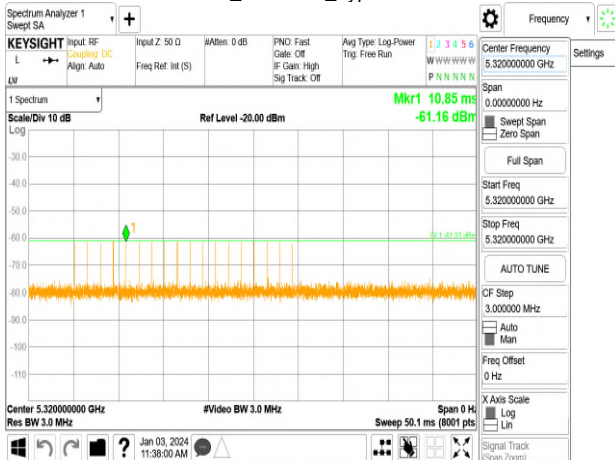 Spectrum Analyzer 1
Swept SA
Frequency
KEYSIGHT
Input: RF
Coupling: DC
Align: Auto
Input Z: 50 Ω
Freq Ref: Int (S)
#Atten: 0 dB
PNO: Fast
Gate: Off
IF Gain: High
Sig Track: Off
Avg Type: Log-Power
Trig: Free Run
1 2 3 4 5 6
W W W W W W
P N N N N N
L
Center Frequency
5.320000000 GHz
Settings
1 Spectrum
Mkr1 10.85 ms
-61.16 dBm
Scale/Div 10 dB
Ref Level -20.00 dBm
Log
-30.0
-40.0
-50.0
-60.0
-70.0
-80.0
-90.0
-100
-110
1
Span
0.00000000 Hz
Swept Span
Zero Span
Full Span
Start Freq
5.320000000 GHz
Stop Freq
5.320000000 GHz
AUTO TUNE
CF Step
3.000000 MHz
Auto
Man
Freq Offset
0 Hz
X Axis Scale
Log
Lin
Signal Track
(Span Zoom)
Center 5.320000000 GHz
Res BW 3.0 MHz
#Video BW 3.0 MHz
Span 0 Hz
Sweep 50.1 ms (8001 pts
Jan 03, 2024
11:38:00 AM